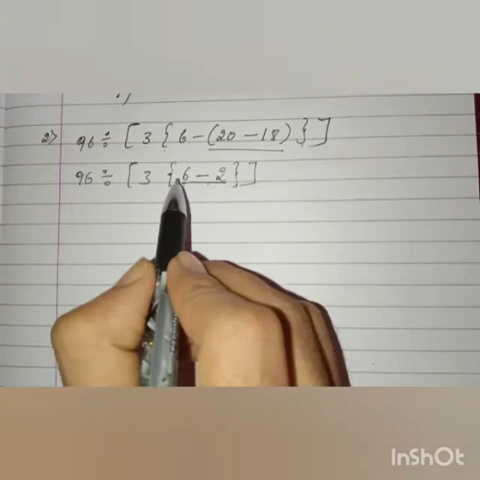 2) 96 ÷ [ 3 { 6 - (20 - 18) } ]
96 ÷ [ 3 { 6 - 2 } ]
InShOt